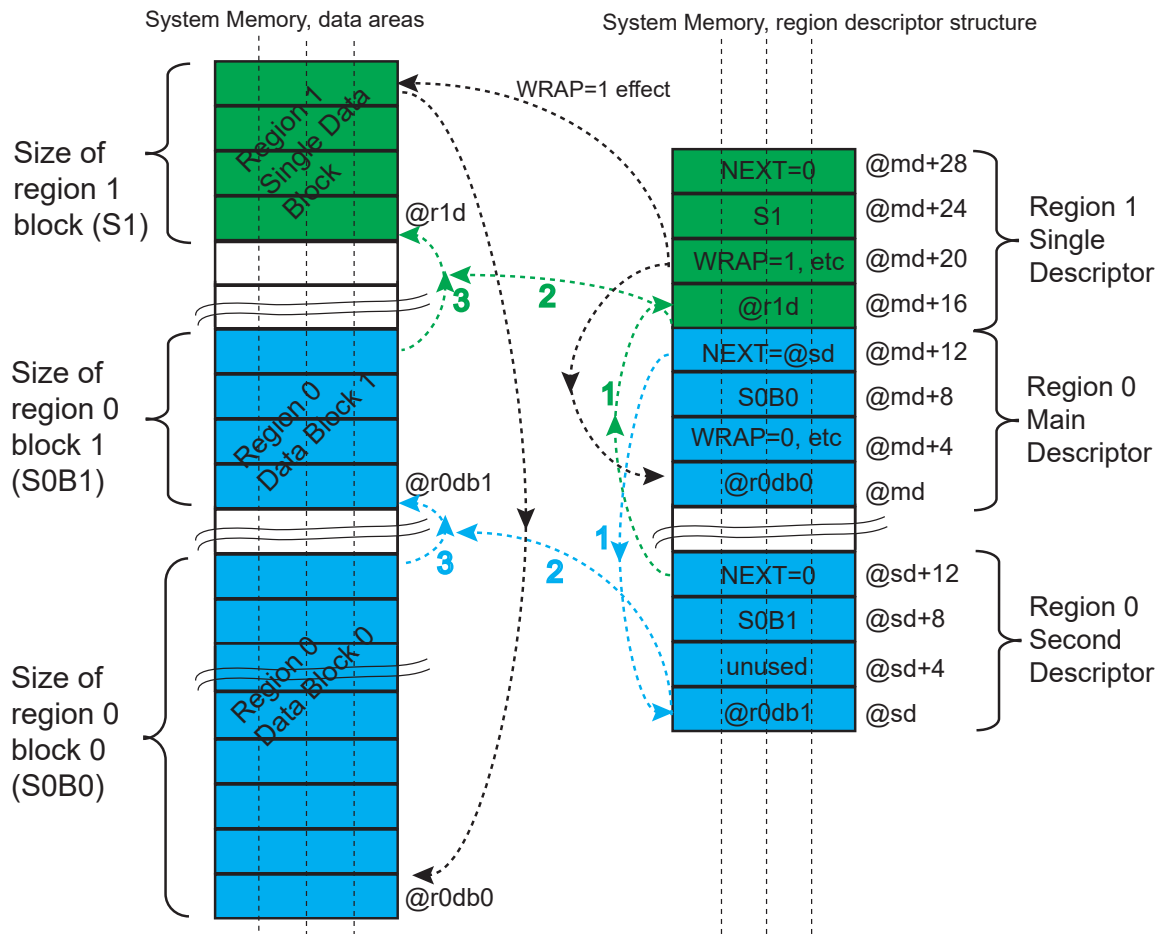 System Memory, data areas
System Memory, region descriptor structure
WRAP=1 effect
Size of
region 1
block (S1)
Region 1
Single Data
Block
@r1d
Size of
region 0
block 1
(S0B1)
Region 0
Data Block 1
@r0db1
Size of
region 0
block 0
(S0B0)
Region 0
Data Block 0
@r0db0
3
2
1
3
2
1
NEXT=0
@md+28
S1
@md+24
WRAP=1, etc
@md+20
@r1d
@md+16
Region 1
Single
Descriptor
NEXT=@sd
@md+12
S0B0
@md+8
WRAP=0, etc
@md+4
@r0db0
@md
Region 0
Main
Descriptor
NEXT=0
@sd+12
S0B1
@sd+8
unused
@sd+4
@r0db1
@sd
Region 0
Second
Descriptor